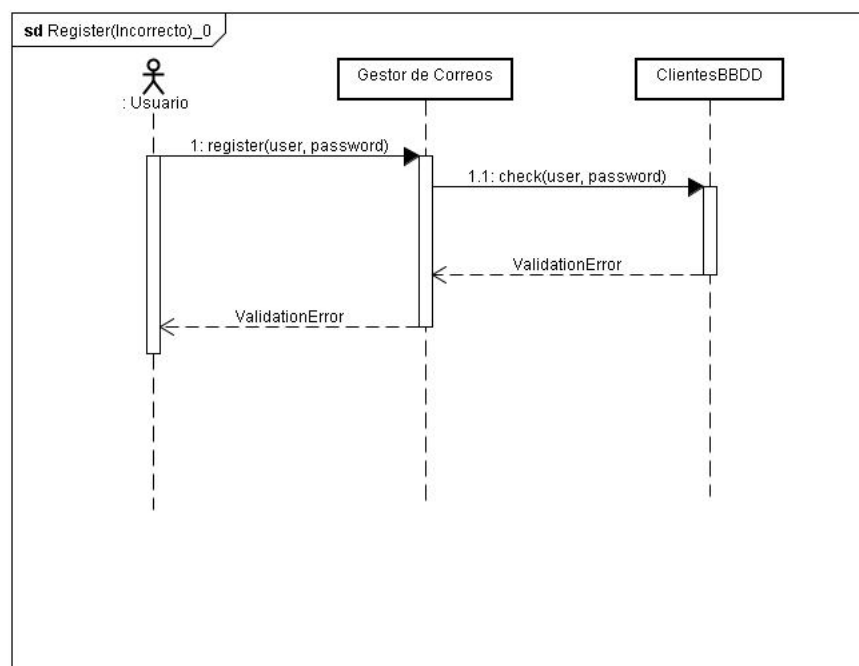 sd Register(Incorrecto)_0
: Usuario
Gestor de Correos
ClientesBBDD
1: register(user, password)
1.1: check(user, password)
ValidationError
ValidationError